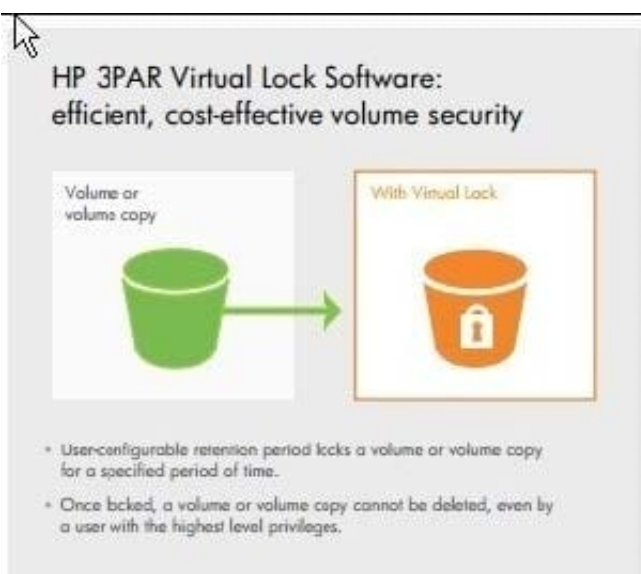 HP 3PAR Virtual Lock Software:
efficient, cost-effective volume security
Volume or
volume copy
With Virtual Lock
• User-configurable retention period locks a volume or volume copy
for a specified period of time.
• Once locked, a volume or volume copy cannot be deleted, even by
a user with the highest level privileges.